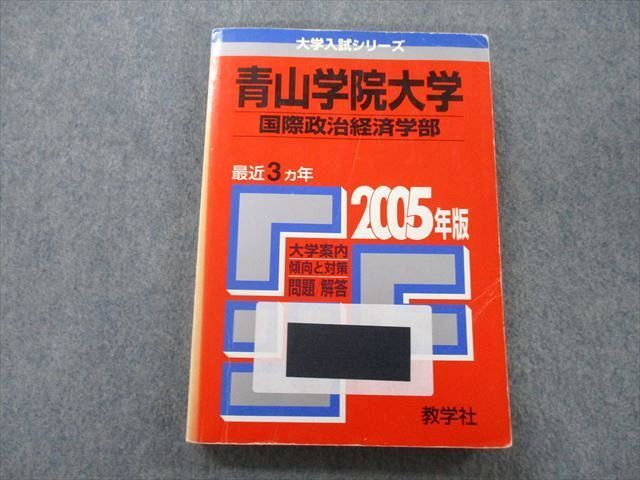 大学入試シリーズ
青山学院大学
国際政治経済学部
最近3ヵ年
2005年版
大学案内
傾向と対策
問題 解答
教学社